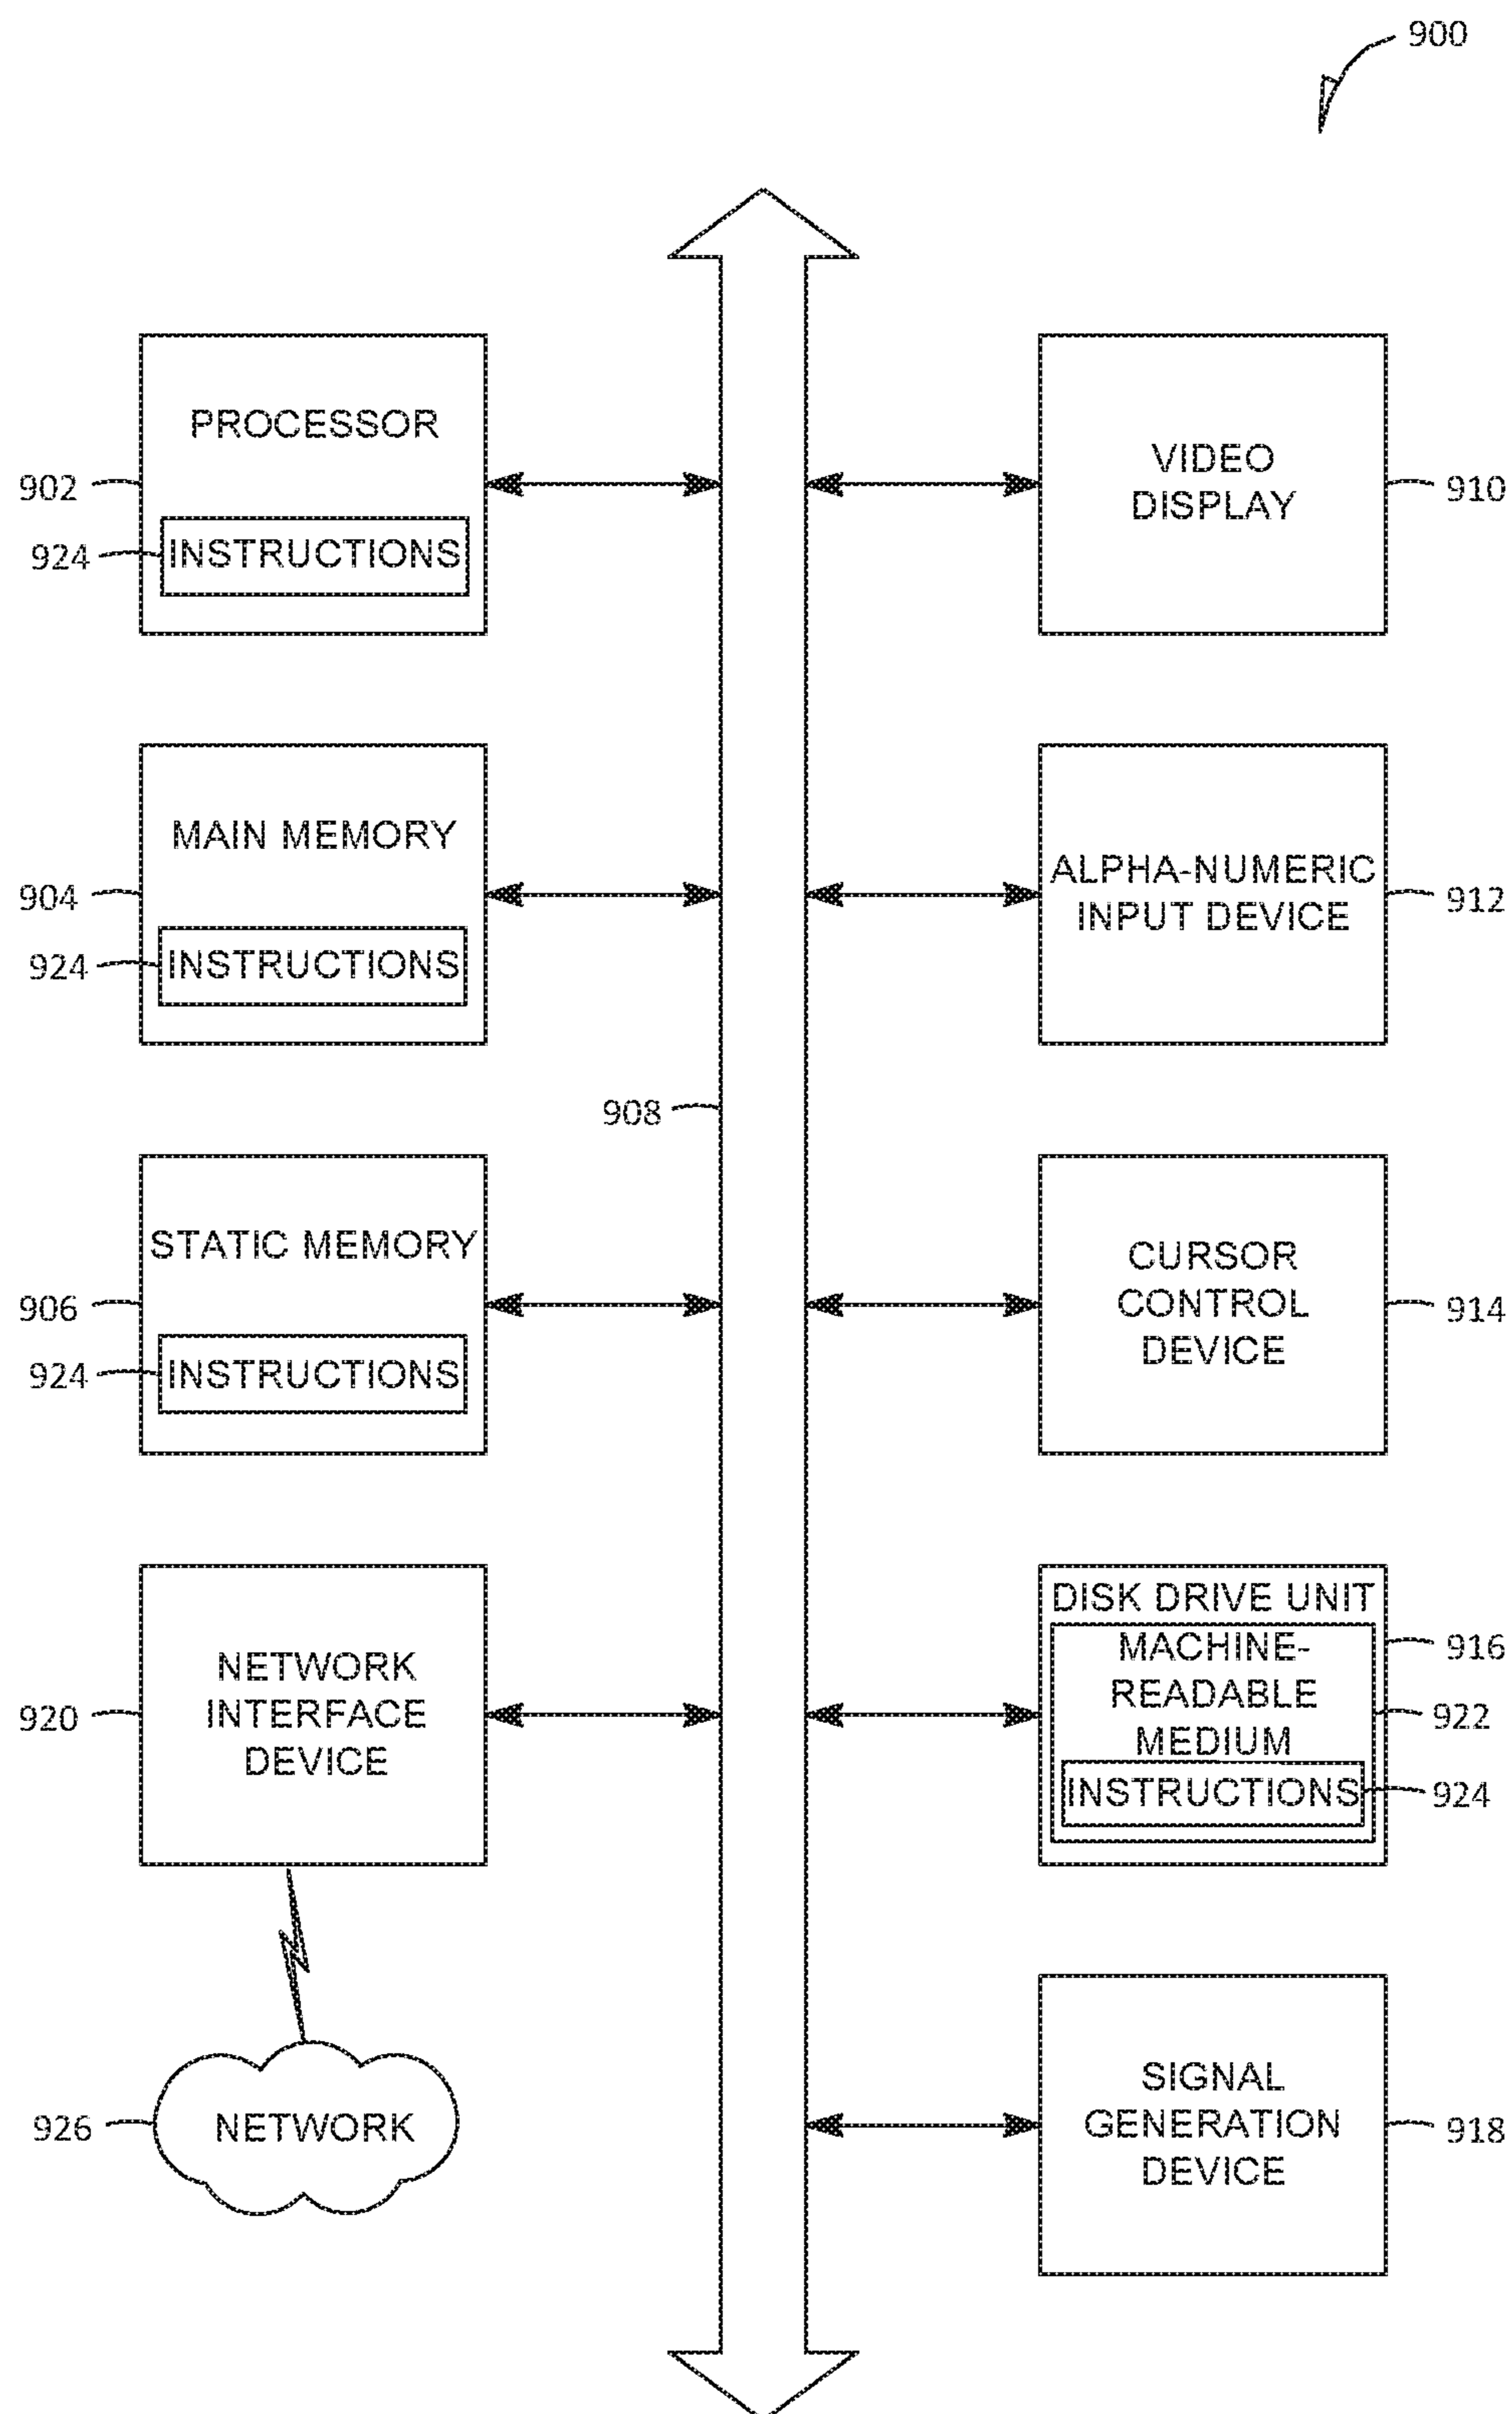 900
PROCESSOR
902
924
INSTRUCTIONS
VIDEO
DISPLAY
910
MAIN MEMORY
904
924
INSTRUCTIONS
ALPHA-NUMERIC
INPUT DEVICE
912
908
STATIC MEMORY
906
924
INSTRUCTIONS
CURSOR
CONTROL
DEVICE
914
NETWORK
INTERFACE
DEVICE
920
DISK DRIVE UNIT
MACHINE-
READABLE
MEDIUM
INSTRUCTIONS
916
922
924
926
NETWORK
SIGNAL
GENERATION
DEVICE
918